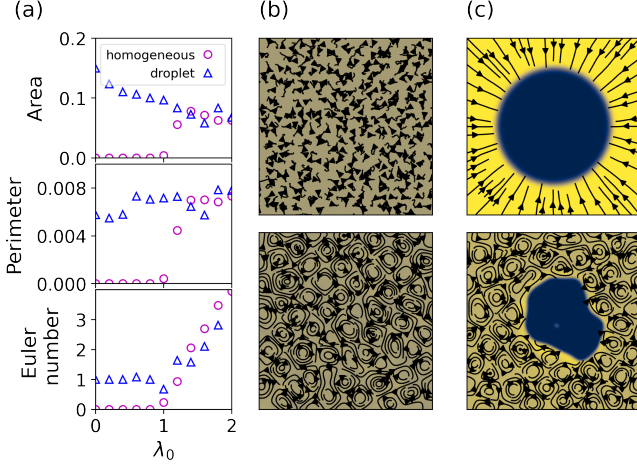 (a)
(b)
(c)
0.2
0.1
0.0
Area
homogeneous
droplet
0.008
0.004
0.000
Perimeter
3
2
1
0
Euler
number
0
1
2
λ0